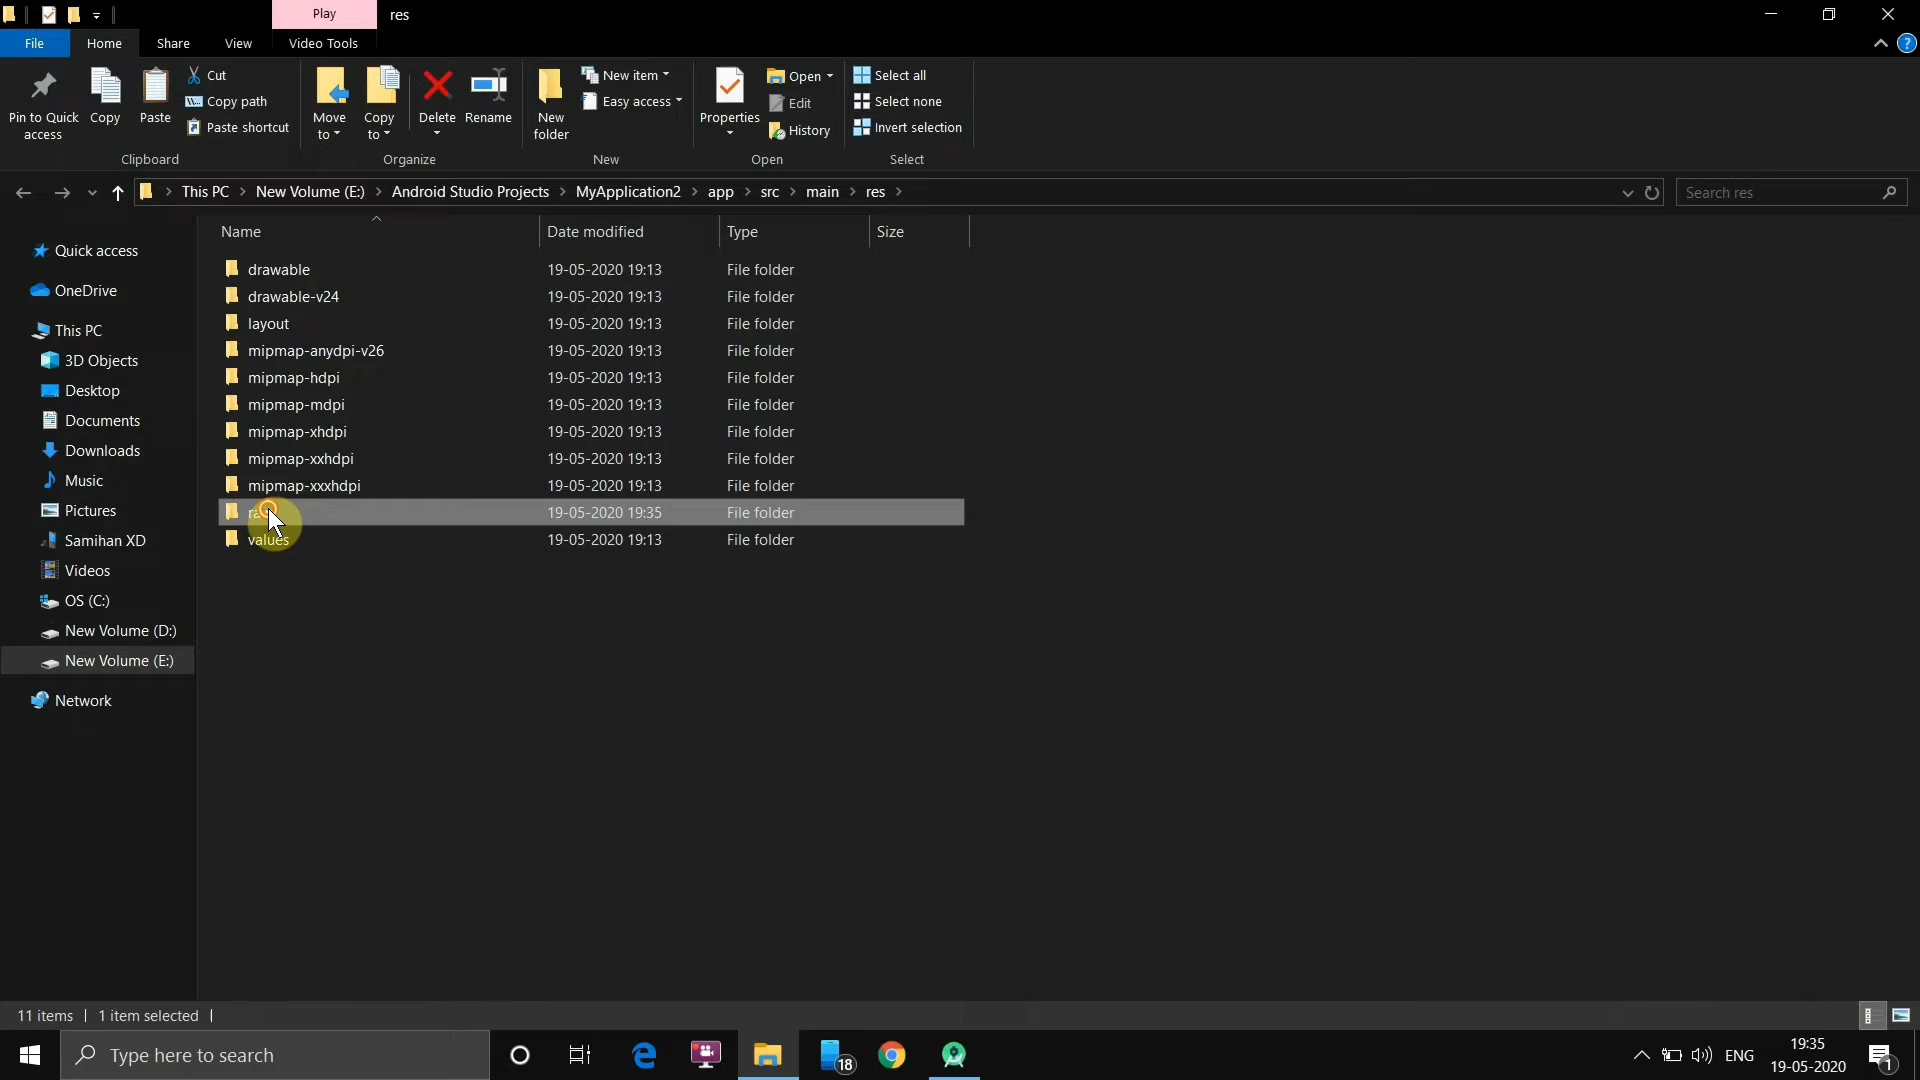 Play
res
File
Home
Share
View
Video Tools
Pin to Quick access
Copy
Paste
Cut
Copy path
Paste shortcut
Clipboard
Move to
Copy to
Delete
Rename
Organize
New folder
New item
Easy access
New
Properties
Open
Edit
History
Open
Select all
Select none
Invert selection
Select
This PC > New Volume (E:) > Android Studio Projects > MyApplication2 > app > src > main > res >
Search res
Name Date modified Type Size
Quick access
OneDrive
This PC
3D Objects
Desktop
Documents
Downloads
Music
Pictures
Samihan XD
Videos
OS (C:)
New Volume (D:)
New Volume (E:)
Network
drawable 19-05-2020 19:13 File folder
drawable-v24 19-05-2020 19:13 File folder
layout 19-05-2020 19:13 File folder
mipmap-anydpi-v26 19-05-2020 19:13 File folder
mipmap-hdpi 19-05-2020 19:13 File folder
mipmap-mdpi 19-05-2020 19:13 File folder
mipmap-xhdpi 19-05-2020 19:13 File folder
mipmap-xxhdpi 19-05-2020 19:13 File folder
mipmap-xxxhdpi 19-05-2020 19:13 File folder
19-05-2020 19:35 File folder
values 19-05-2020 19:13 File folder
11 items | 1 item selected |
Type here to search
18
ENG
19:35
19-05-2020
1